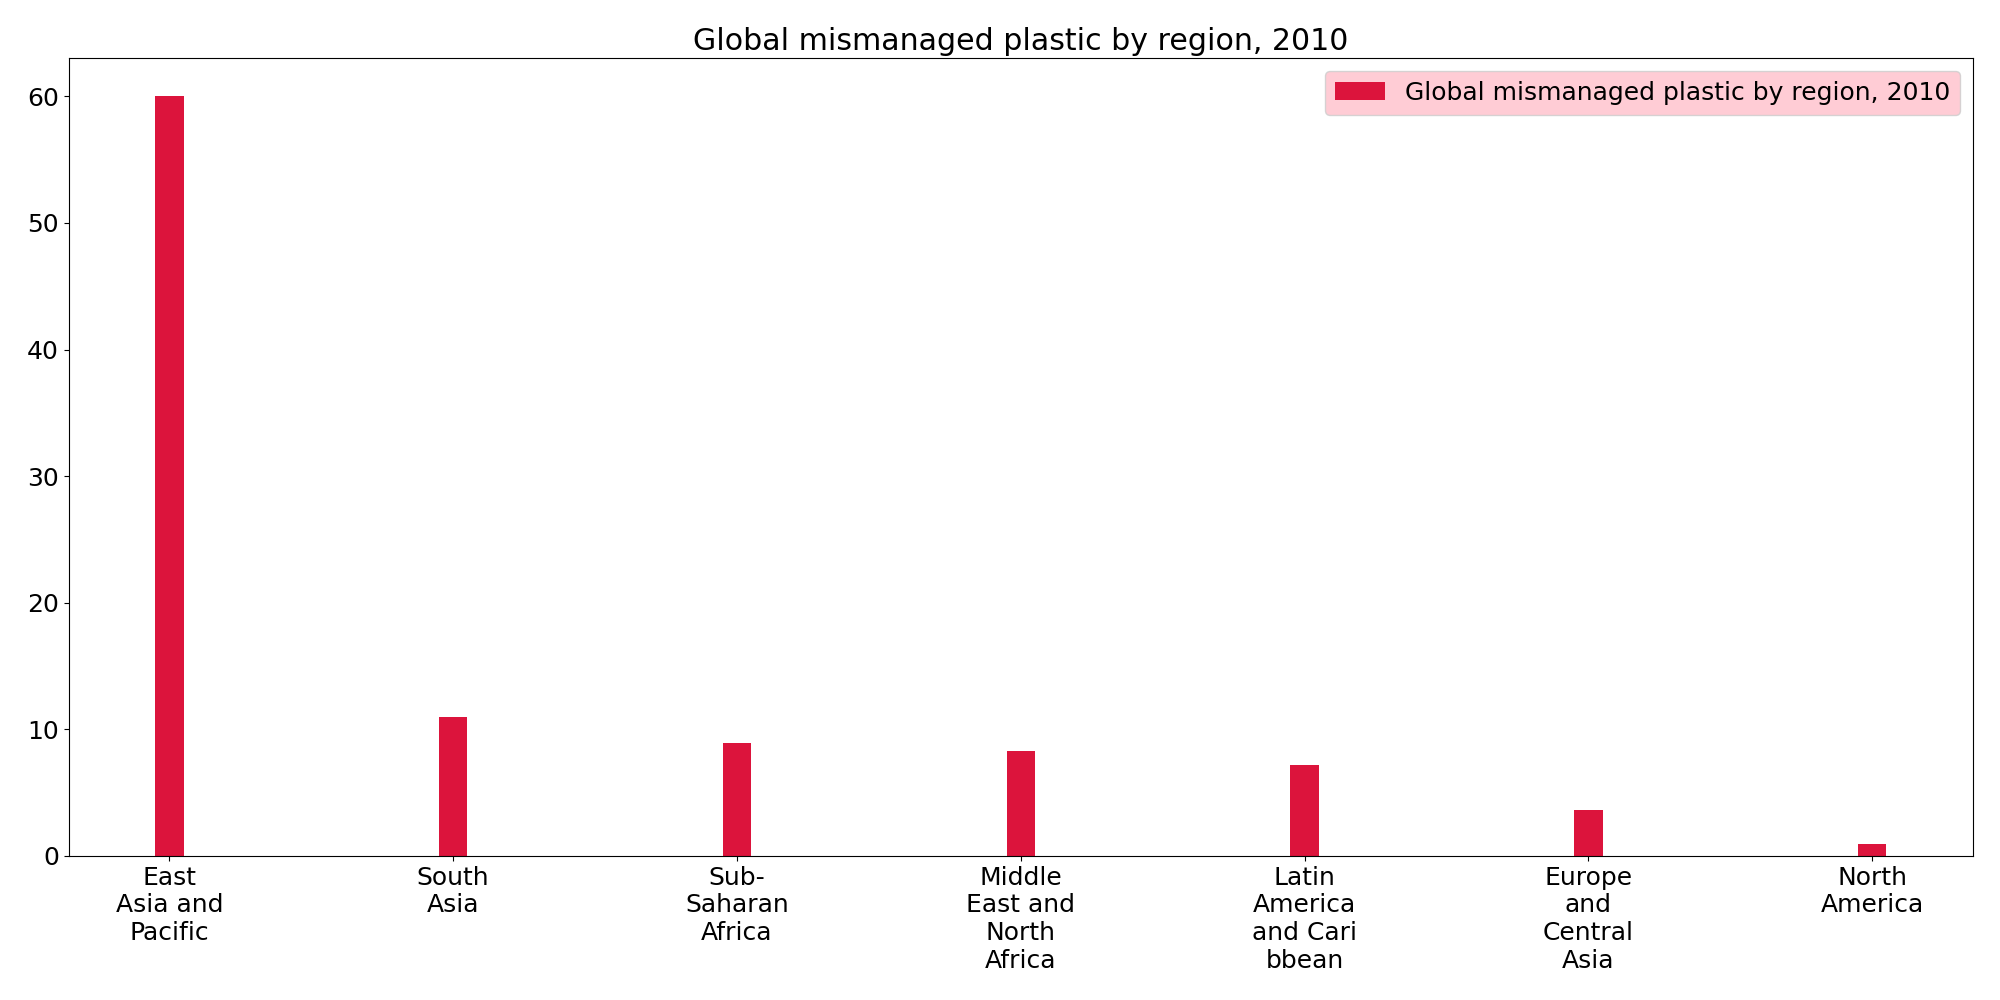 Global mismanaged plastic by region, 2010
Global mismanaged plastic by region, 2010
60
50
40
30
20
10
0
East
Asia and
Pacific
South
Asia
Sub-
Saharan
Africa
Middle
East and
North
Africa
Latin
America
and Cari
bbean
Europe
and
Central
Asia
North
America